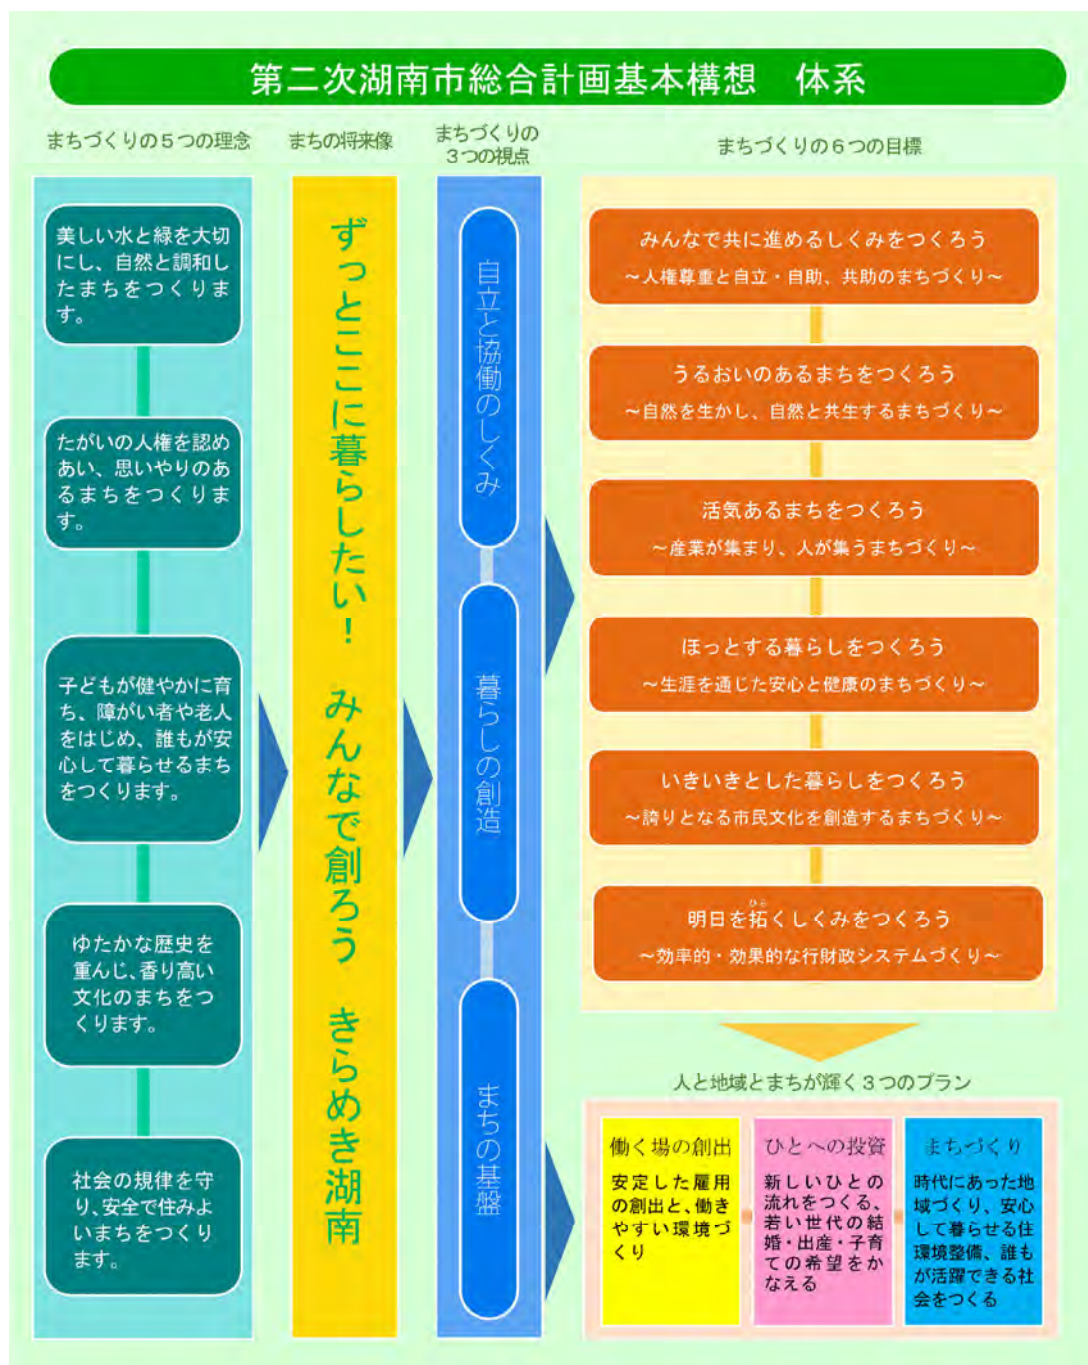 第二次湖南市総合計画基本構想　体系
まちづくりの５つの理念
美しい水と緑を大切
にし、自然と調和し
たまちをつくりま
す。
たがいの人権を認め
あい、思いやりのあ
るまちをつくりま
す。
子どもが健やかに育
ち、障がい者や老人
をはじめ、誰もが安
心して暮らせるまち
をつくります。
ゆたかな歴史を
重んじ、香り高い
文化のまちをつ
くります。
社会の規律を守
り、安全で住みよ
いまちをつくり
ます。
まちの将来像
ずっとここに暮らしたい！　みんなで創ろう　きらめき湖南
まちづくりの
３つの視点
自立と協働のしくみ
暮らしの創造
まちの基盤
まちづくりの６つの目標
みんなで共に進めるしくみをつくろう
～人権尊重と自立・自助、共助のまちづくり～
うるおいのあるまちをつくろう
～自然を生かし、自然と共生するまちづくり～
活気あるまちをつくろう
～産業が集まり、人が集うまちづくり～
ほっとする暮らしをつくろう
～生涯を通じた安心と健康のまちづくり～
いきいきとした暮らしをつくろう
～誇りとなる市民文化を創造するまちづくり～
ひら
明日を拓くしくみをつくろう
～効率的・効果的な行財政システムづくり～
人と地域とまちが輝く３つのプラン
働く場の創出
安定した雇用
の創出と、働き
やすい環境づ
くり
ひとへの投資
新しいひとの
流れをつくる、
若い世代の結
婚・出産・子育
ての希望をか
なえる
まちづくり
時代にあった地
域づくり、安心
して暮らせる住
環境整備、誰も
が活躍できる社
会をつくる